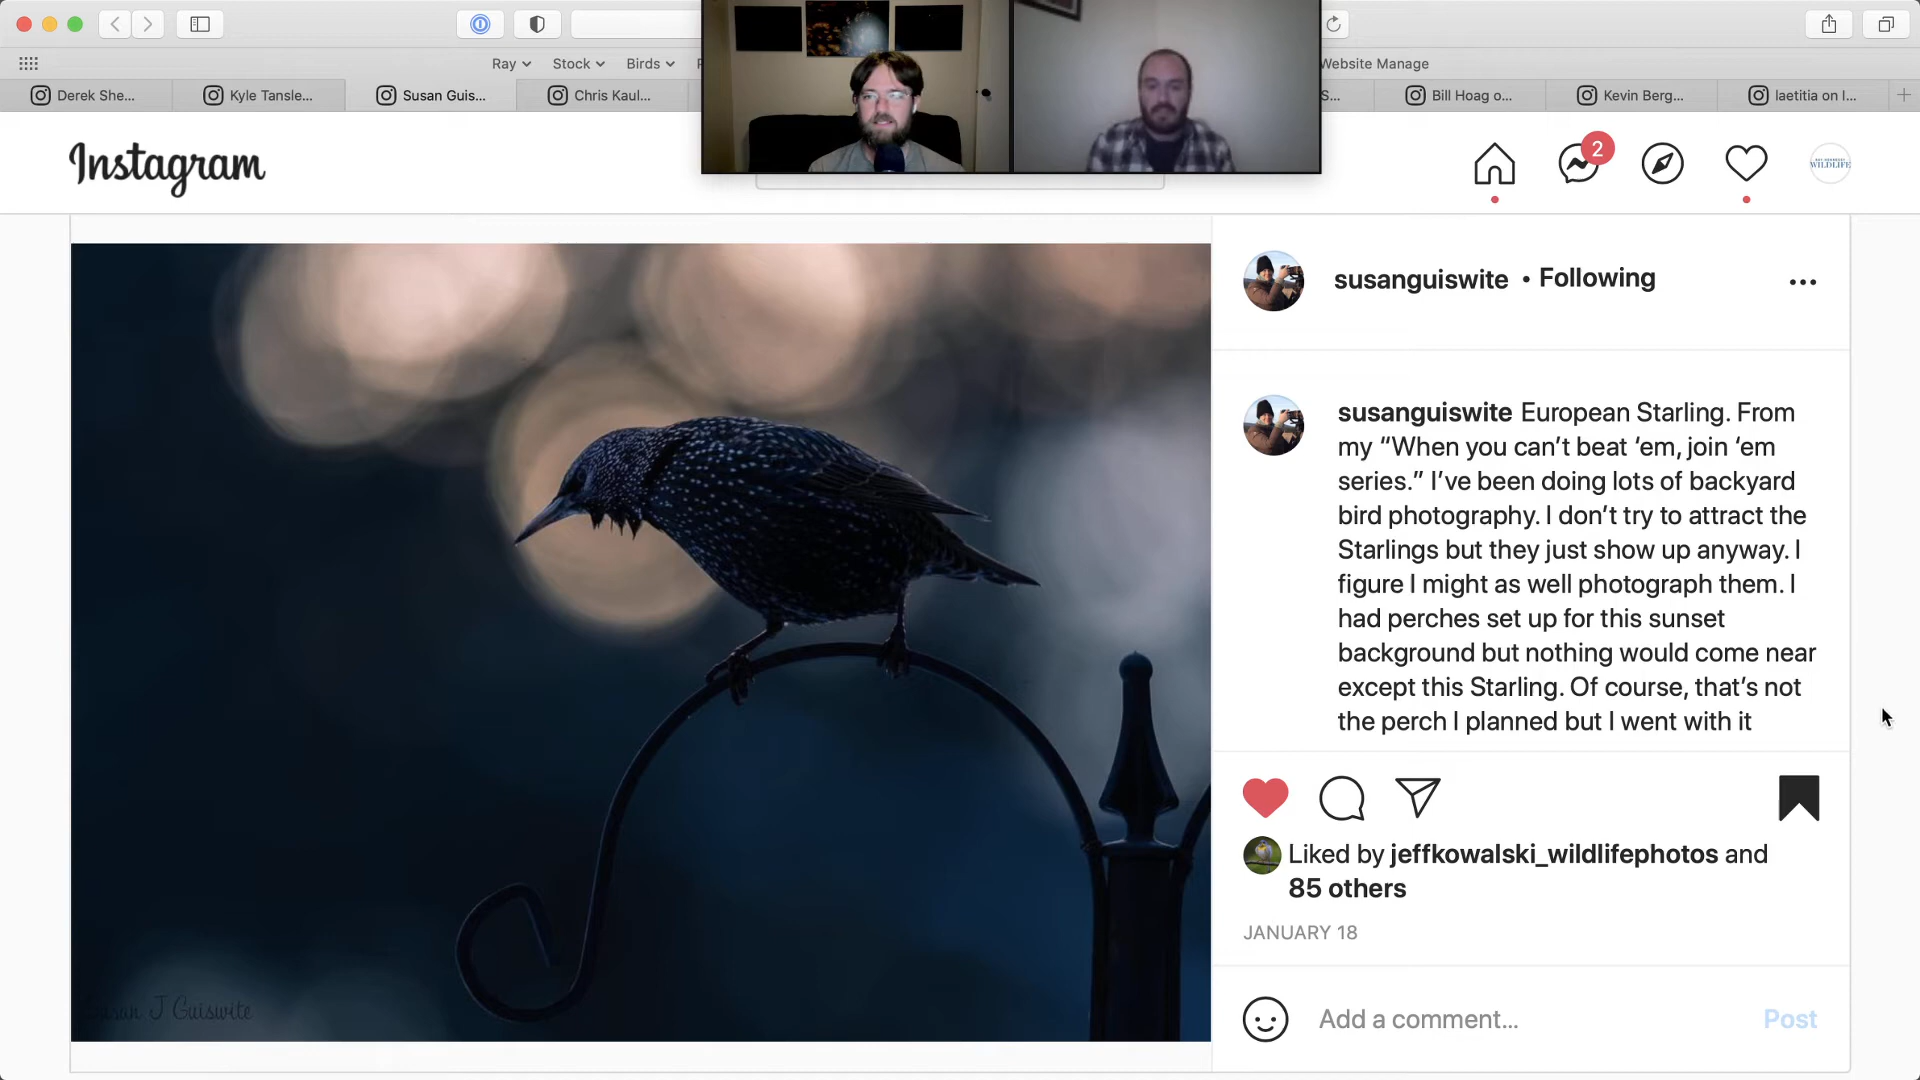 Ray Stock Birds
Website Manage
Derek She... Kyle Tansle... Susan Guis... Chris Kaul... S... Bill Hoag o... Kevin Berg... laetitia on I...
Instagram
2
WILDLIFE
susanguiswite • Following
susanguiswite European Starling. From
my “When you can’t beat ‘em, join ‘em
series.” I’ve been doing lots of backyard
bird photography. I don’t try to attract the
Starlings but they just show up anyway. I
figure I might as well photograph them. I
had perches set up for this sunset
background but nothing would come near
except this Starling. Of course, that’s not
the perch I planned but I went with it
Liked by jeffkowalski_wildlifephotos and
85 others
JANUARY 18
Susan J Guiswite
Add a comment... Post